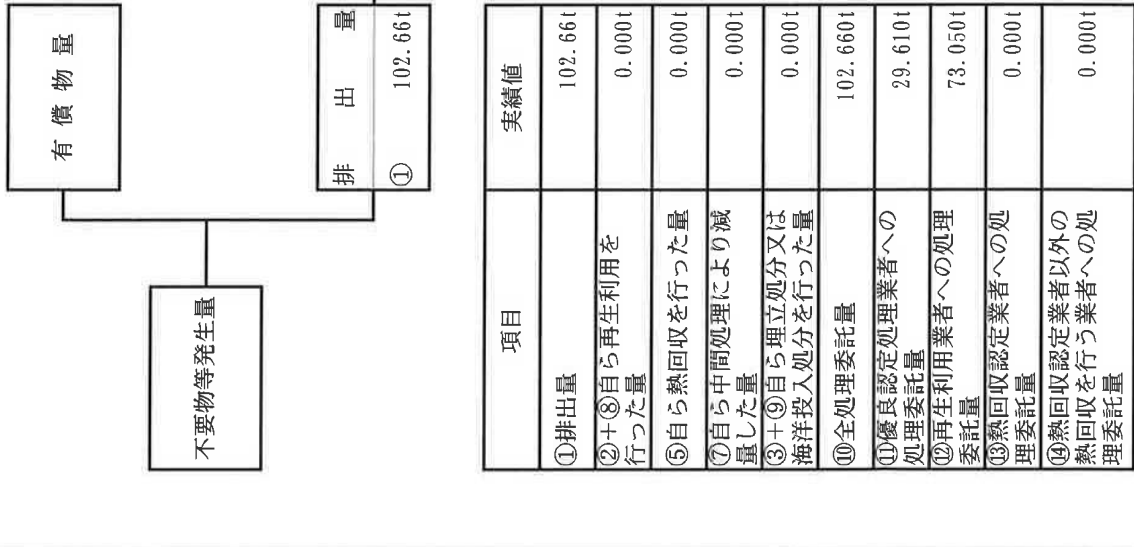 有償物量
不要物等発生量
排出量
① 102.66t
項目 実績値
①排出量 102.66t
②+⑧自ら再生利用を
行った量 0.000t
⑤自ら熱回収を行った量 0.000t
⑦自ら中間処理により減
量した量 0.000t
③+⑨自ら埋立処分又は
海洋投入処分を行った量 0.000t
⑩全処理委託量 102.660t
⑪優良認定処理業者への
処理委託量 29.610t
⑫再生利用業者への処理
委託量 73.050t
⑬熱回収認定業者への処
理委託量 0.000t
⑭熱回収認定業者以外の
熱回収を行う業者への処
理委託量 0.000t